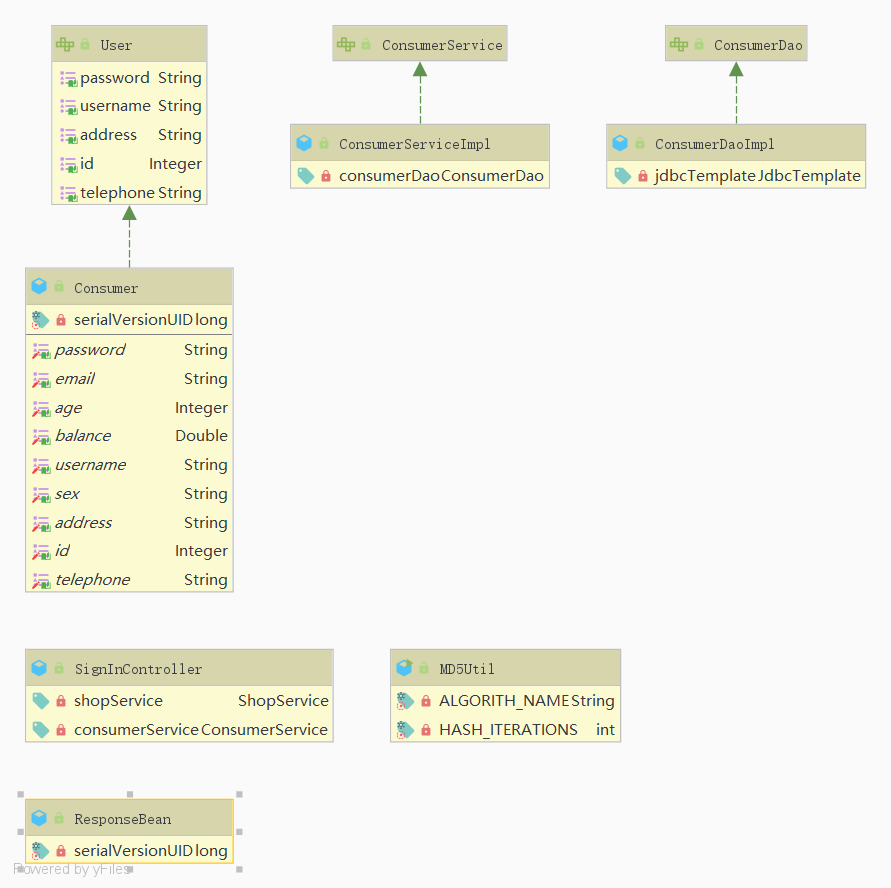 User
password String
username String
address String
id Integer
telephone String
ConsumerService
ConsumerServiceImpl
consumerDao ConsumerDao
ConsumerDao
ConsumerDaoImpl
jdbcTemplate JdbcTemplate
Consumer
serialVersionUID long
password String
email String
age Integer
balance Double
username String
sex String
address String
id Integer
telephone String
SignInController
shopService ShopService
consumerService ConsumerService
MD5Util
ALGORITH_NAME String
HASH_ITERATIONS int
ResponseBean
serialVersionUID long
Powered by yFiles